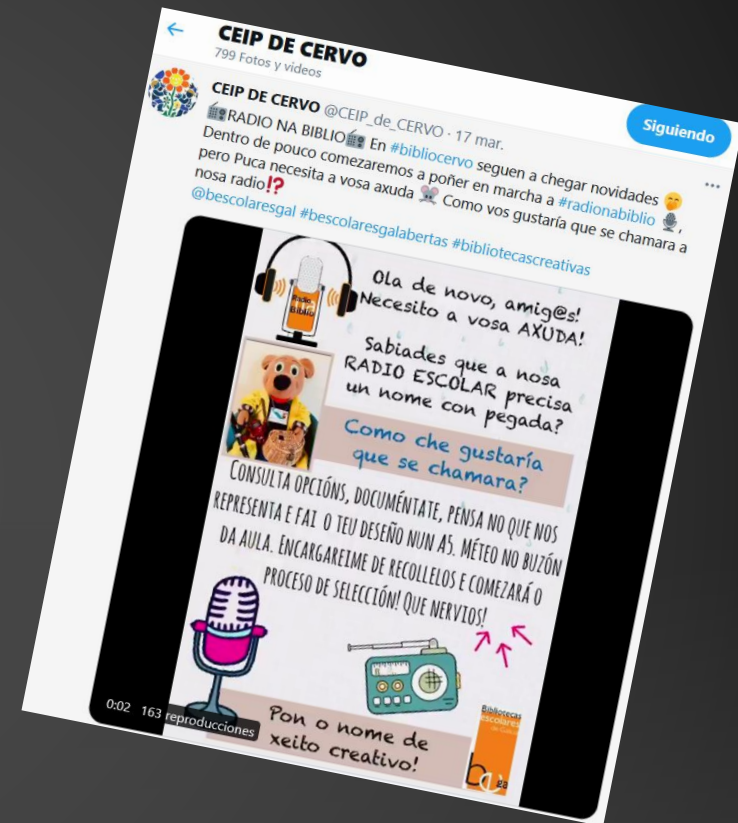 CEIP DE CERVO
799 Fotos y videos
CEIP DE CERVO @CEIP_de_CERVO · 17 mar.
RADIO NA BIBLIO En #bibliocervo seguen a chegar novidades
Dentro de pouco comezaremos a poñer en marcha a #radionabiblio ,
pero Puca necesita a vosa axuda Como vos gustaría que se chamara a
nosa radio⁉️
@bescolaresgal #bescolaresgalabertas #bibliotecascreativas
Siguiendo
Radio
Biblio
Ola de novo, amig@s!
Necesito a vosa AXUDA!
Sabiades que a nosa
RADIO ESCOLAR precisa
un nome con pegada?
Como che gustaría
que se chamara?
CONSULTA OPCIÓNS, DOCUMÉNTATE, PENSA NO QUE NOS
REPRESENTA E FAI O TEU DESEÑO NUN A5. MÉTEO NO BUZÓN
DA AULA. ENCARGAREIME DE RECOLLELOS E COMEZARÁ O
PROCESO DE SELECCIÓN! QUE NERVIOS!
Pon o nome de
xeito creativo!
Bibliotecas
escolares
0:02 163 reproducciones